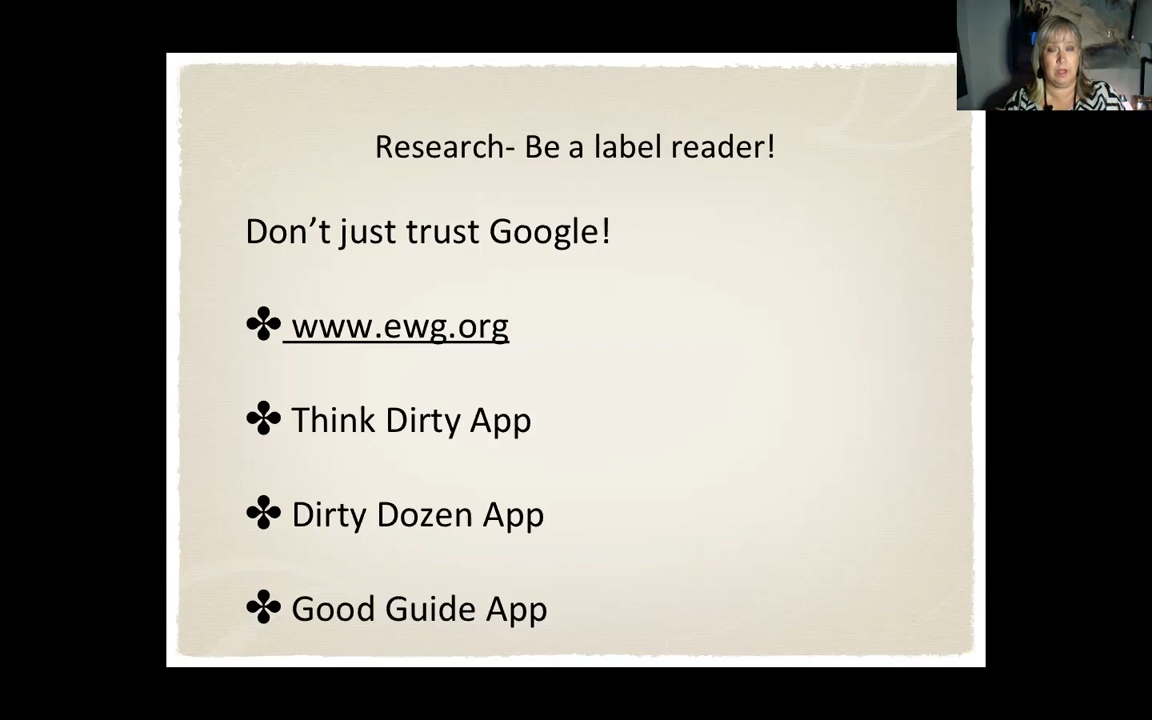 Research- Be a label reader!
Don’t just trust Google!
✤ www.ewg.org
✤ Think Dirty App
✤ Dirty Dozen App
✤ Good Guide App